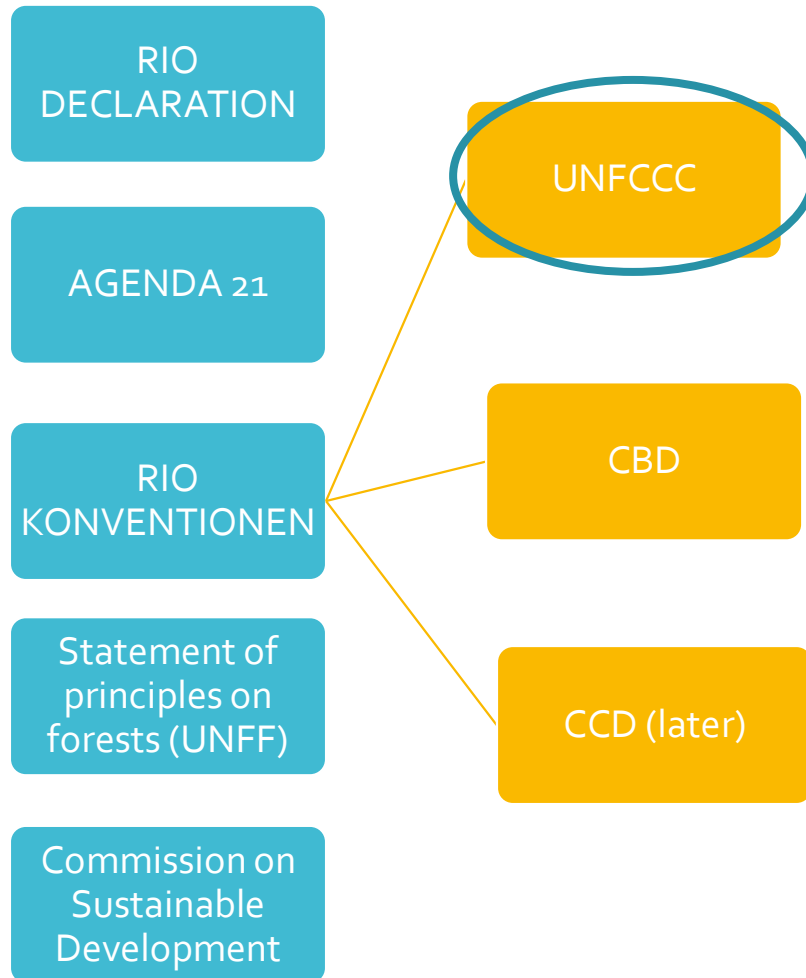 RIO
DECLARATION
AGENDA 21
RIO
KONVENTIONEN
Statement of
principles on
forests (UNFF)
Commission on
Sustainable
Development
UNFCCC
CBD
CCD (later)